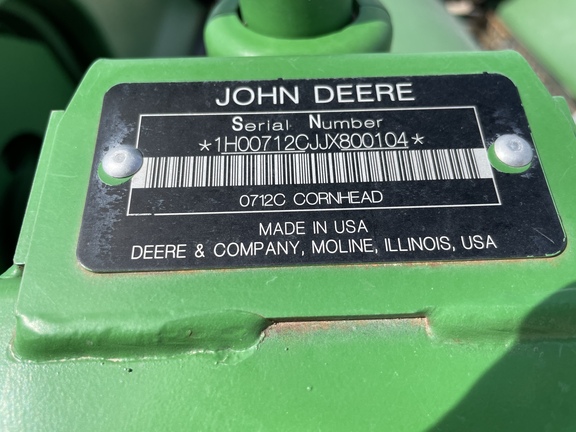 JOHN DEERE
Serial Number
*1H00712CJJX800104*
0712C CORNHEAD
MADE IN USA
DEERE & COMPANY, MOLINE, ILLINOIS, USA